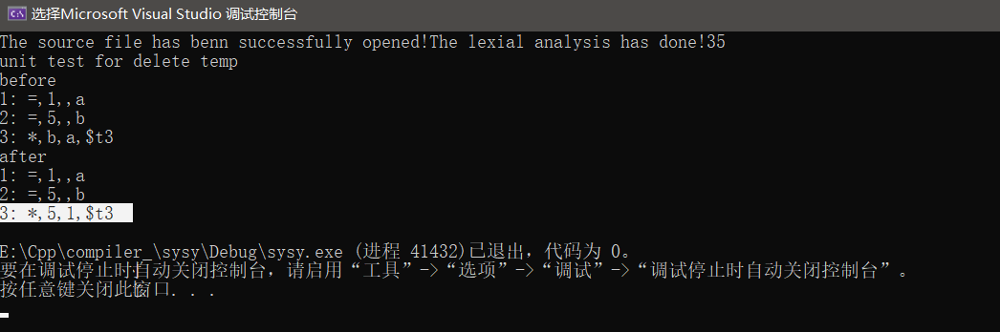 选择Microsoft Visual Studio 调试控制台
The source file has benn successfully opened!The lexial analysis has done!35
unit test for delete temp
before
1: =,1,,a
2: =,5,,b
3: *,b,a,$t3
after
1: =,1,,a
2: =,5,,b
3: *,5,1,$t3
E:\Cpp\compiler_\sysy\Debug\sysy.exe (进程 41432)已退出，代码为 0。
要在调试停止时自动关闭控制台，请启用“工具”->“选项”->“调试”->“调试停止时自动关闭控制台”。
按任意键关闭此窗口. . .